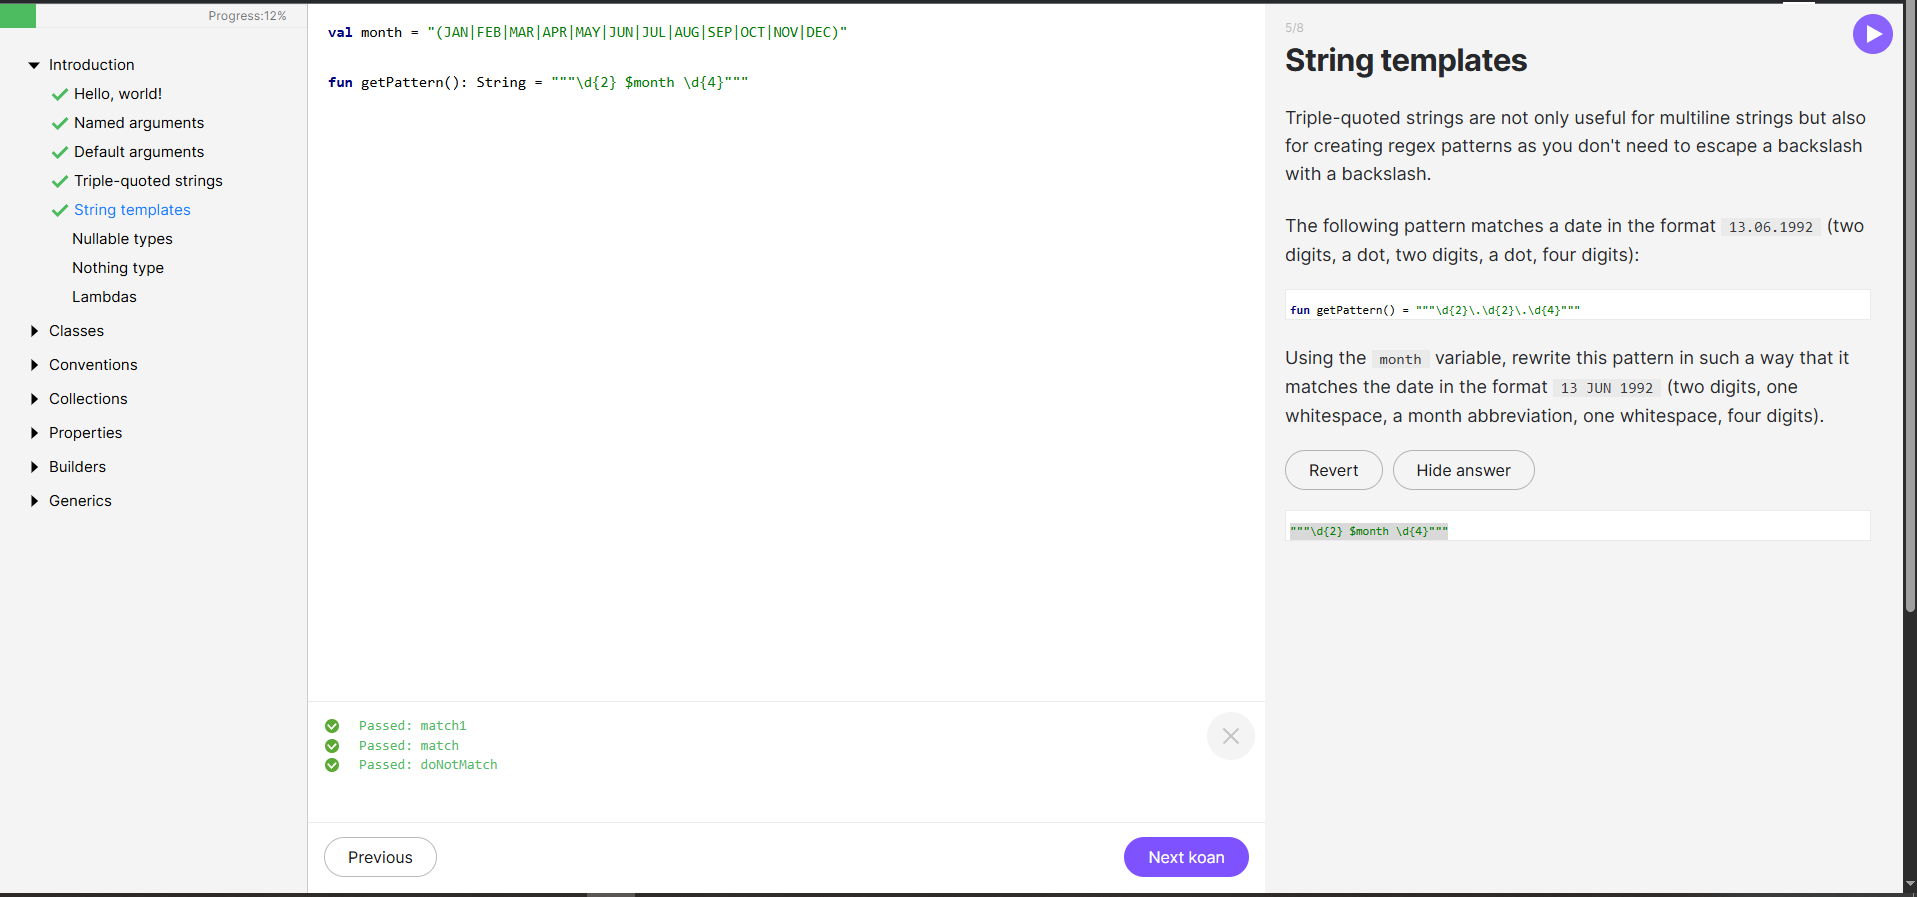 Progress:12%
Introduction
Hello, world!
Named arguments
Default arguments
Triple-quoted strings
String templates
Nullable types
Nothing type
Lambdas
Classes
Conventions
Collections
Properties
Builders
Generics
val month = "(JAN|FEB|MAR|APR|MAY|JUN|JUL|AUG|SEP|OCT|NOV|DEC)"
fun getPattern(): String = """\d{2} $month \d{4}"""
Passed: match1
Passed: match
Passed: doNotMatch
Previous
Next koan
5/8
String templates
Triple-quoted strings are not only useful for multiline strings but also
for creating regex patterns as you don't need to escape a backslash
with a backslash.
The following pattern matches a date in the format 13.06.1992 (two
digits, a dot, two digits, a dot, four digits):
fun getPattern() = """\d{2}\.\d{2}\.\d{4}"""
Using the month variable, rewrite this pattern in such a way that it
matches the date in the format 13 JUN 1992 (two digits, one
whitespace, a month abbreviation, one whitespace, four digits).
Revert
Hide answer
"""\d{2} $month \d{4}"""